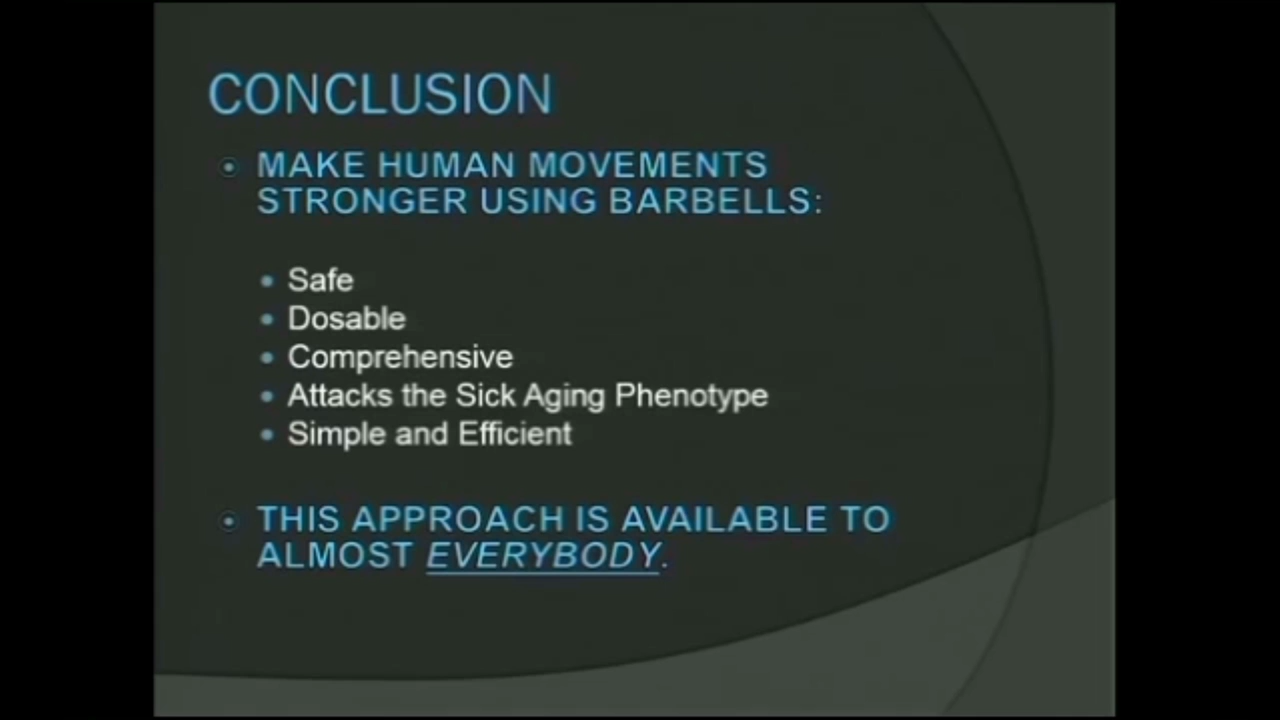 CONCLUSION
MAKE HUMAN MOVEMENTS
STRONGER USING BARBELLS:
Safe
Dosable
Comprehensive
Attacks the Sick Aging Phenotype
Simple and Efficient
THIS APPROACH IS AVAILABLE TO
ALMOST EVERYBODY.